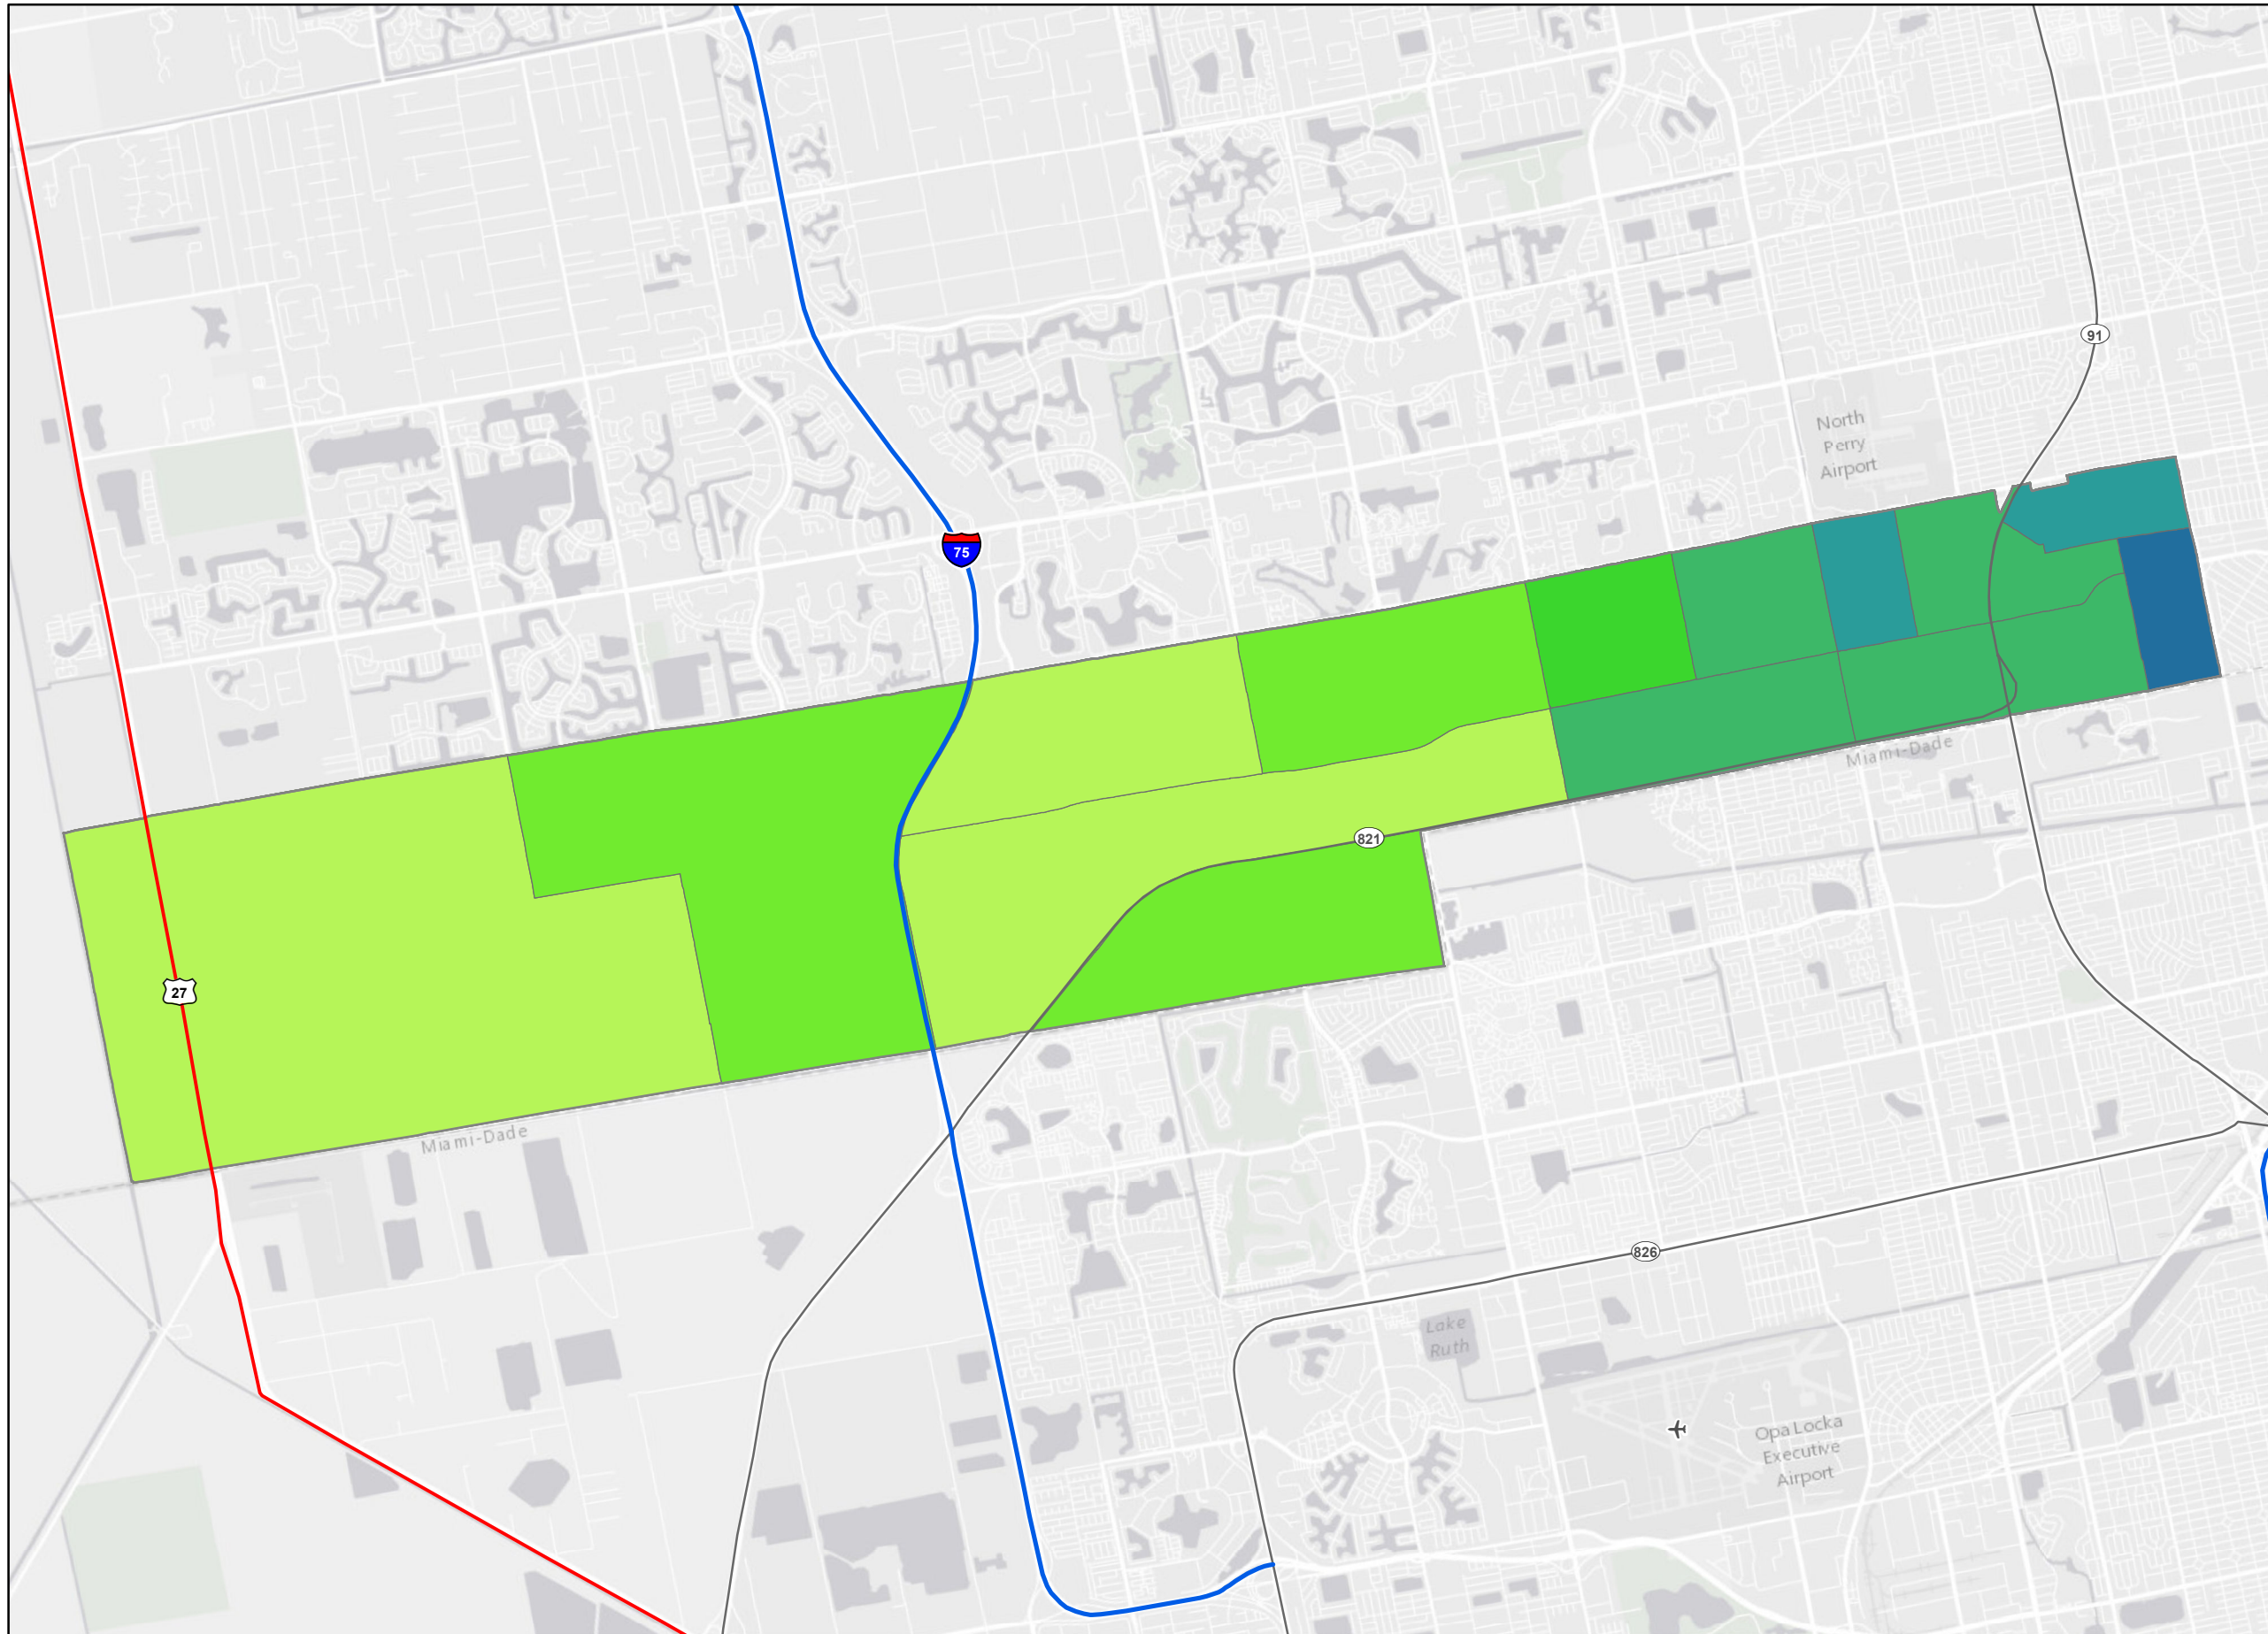 91
North
Perry
Airport
75
Miami-Dade
821
27
Miami-Dade
826
Lake
Ruth
Opa Locka
Executive
Airport